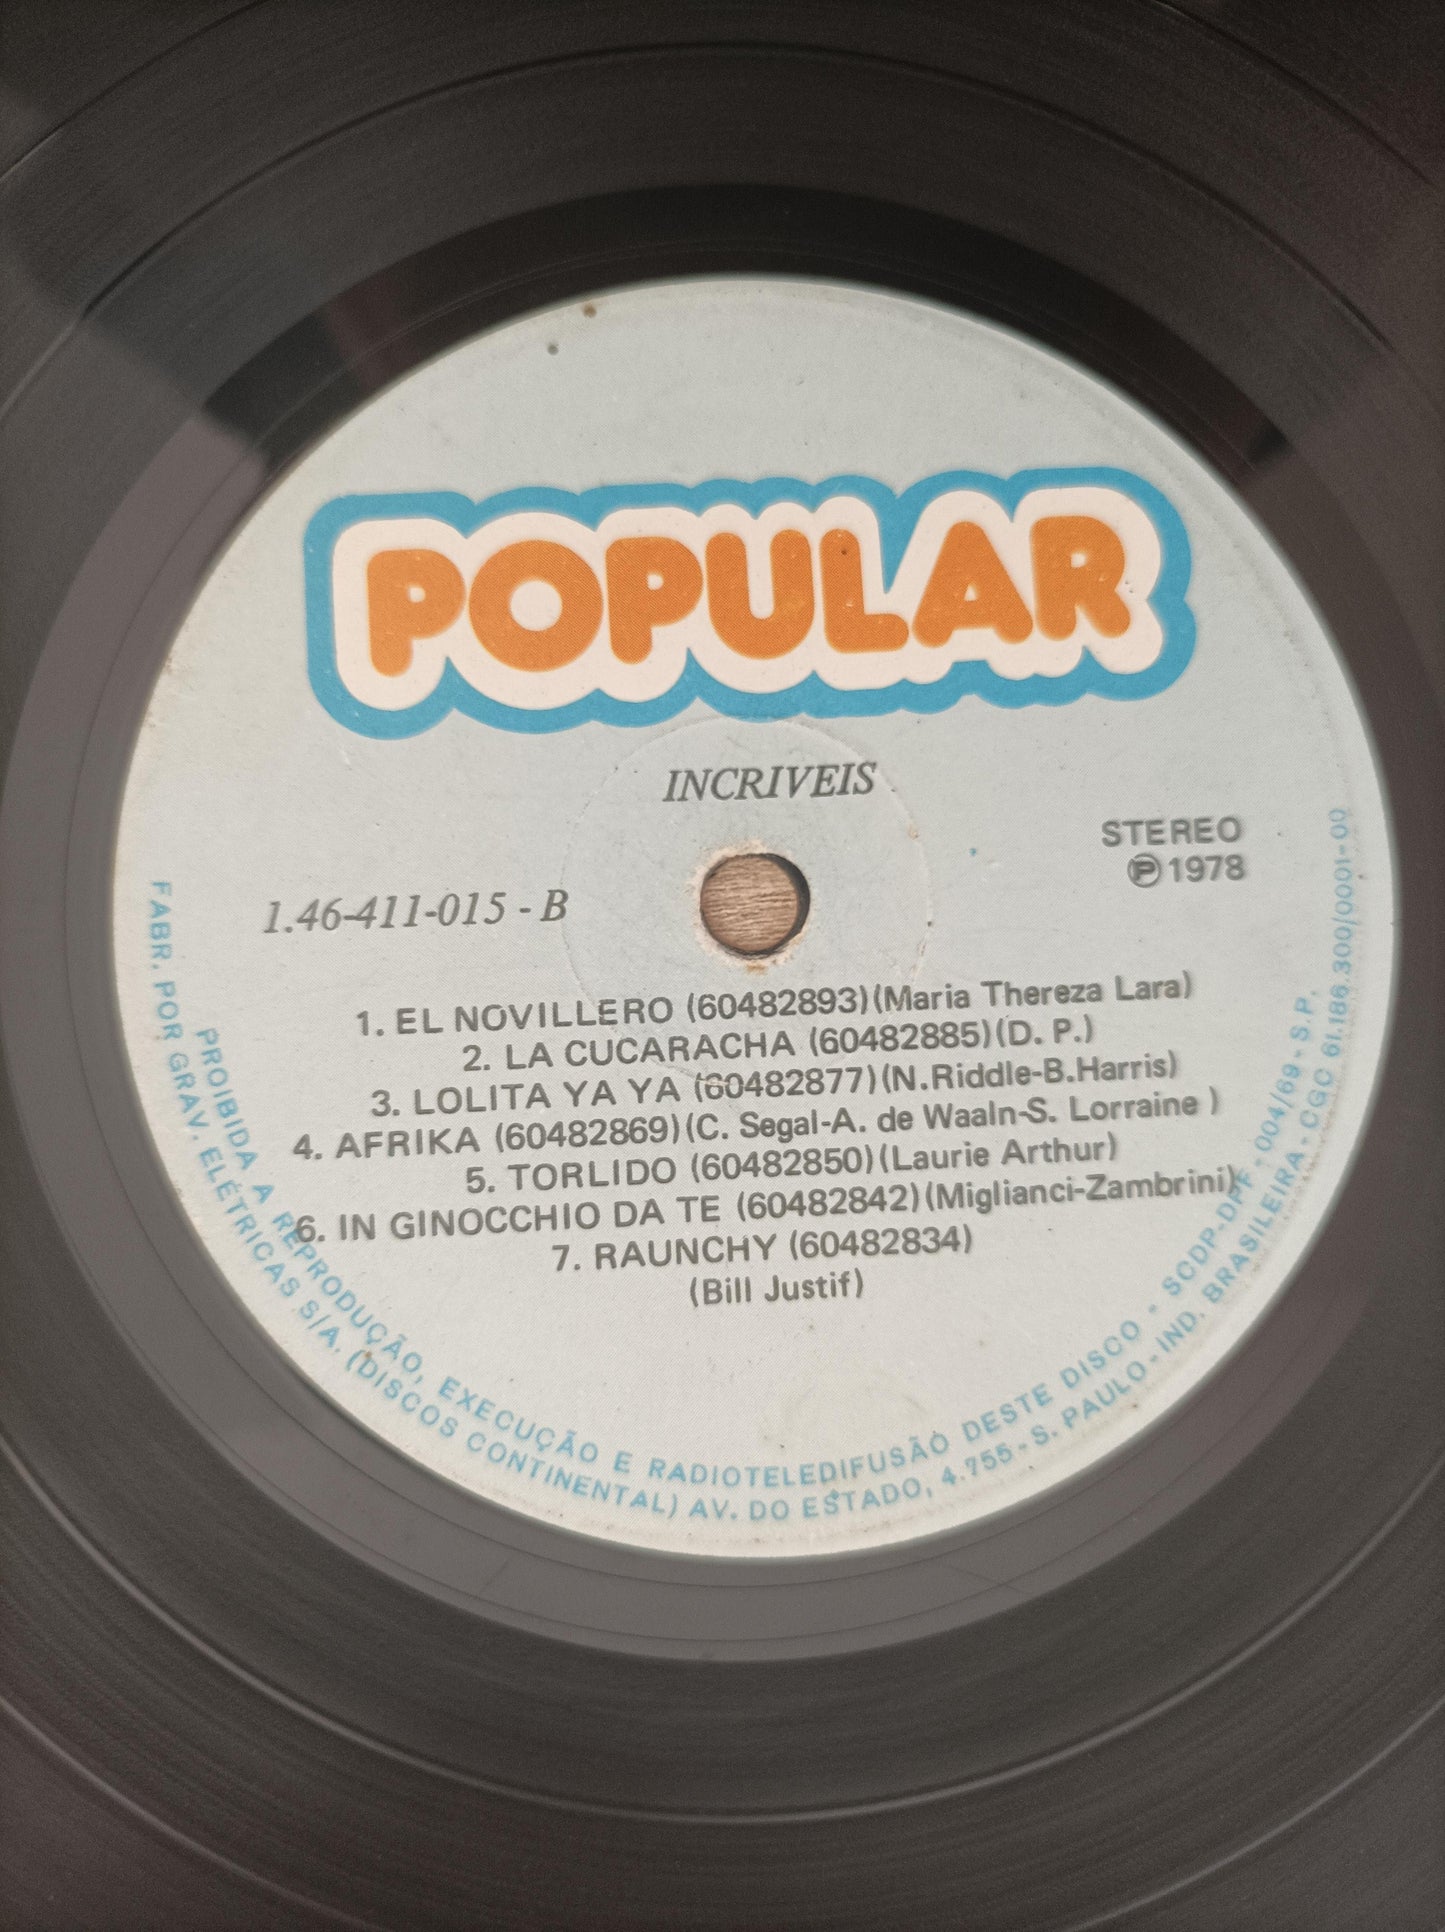 POPULAR
INCRIVEIS
STEREO
℗ 1978
1.46-411-015 - B
1. EL NOVILLERO (60482893)(Maria Thereza Lara)
2. LA CUCARACHA (60482885)(D. P.)
3. LOLITA YA YA (60482877)(N.Riddle-B.Harris)
4. AFRIKA (60482869)(C. Segal-A. de Waaln-S. Lorraine )
5. TORLIDO (60482850)(Laurie Arthur)
6. IN GINOCCHIO DA TE (60482842)(Miglianci-Zambrini)
7. RAUNCHY (60482834)
(Bill Justif)
PROIBIDA A REPRODUÇÃO, EXECUÇÃO E RADIOTELEDIFUSÃO DESTE DISCO - SCDP-DPF - 004/69 - S.P.
FABR. POR GRAV. ELÉTRICAS S/A. (DISCOS CONTINENTAL) AV. DO ESTADO, 4.755 - S. PAULO - IND. BRASILEIRA - CGC 61.186.300/0001-00